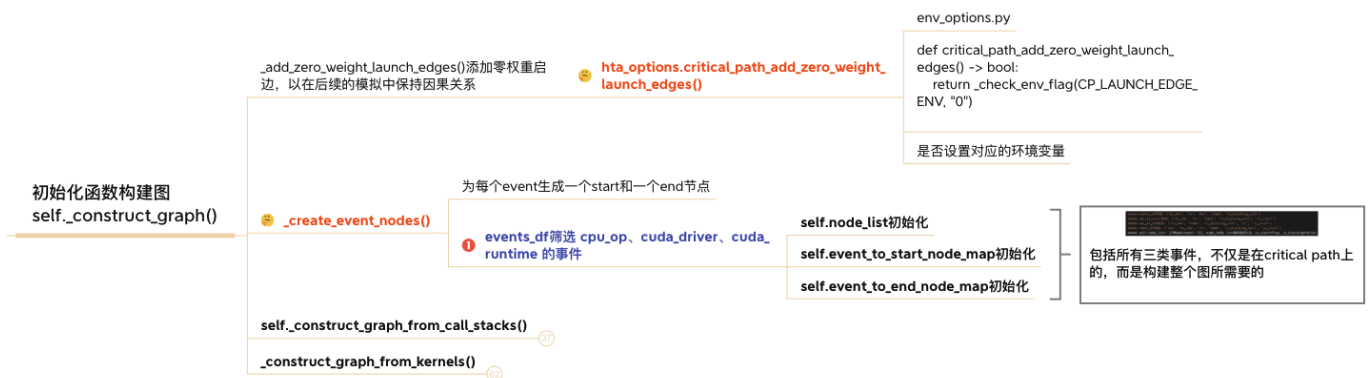 初始化函数构建图
self._construct_graph()
_add_zero_weight_launch_edges()添加零权重启
边，以在后续的模拟中保持因果关系
hta_options.critical_path_add_zero_weight_
launch_edges()
env_options.py
def critical_path_add_zero_weight_launch_
edges() -> bool:
return _check_env_flag(CP_LAUNCH_EDGE_
ENV, "0")
是否设置对应的环境变量
_create_event_nodes()
为每个event生成一个start和一个end节点
1
events_df筛选 cpu_op、cuda_driver、cuda_
runtime 的事件
self.node_list初始化
self.event_to_start_node_map初始化
self.event_to_end_node_map初始化
包括所有三类事件，不仅是在critical path上
的，而是构建整个图所需要的
self._construct_graph_from_call_stacks()
37
_construct_graph_from_kernels()
62